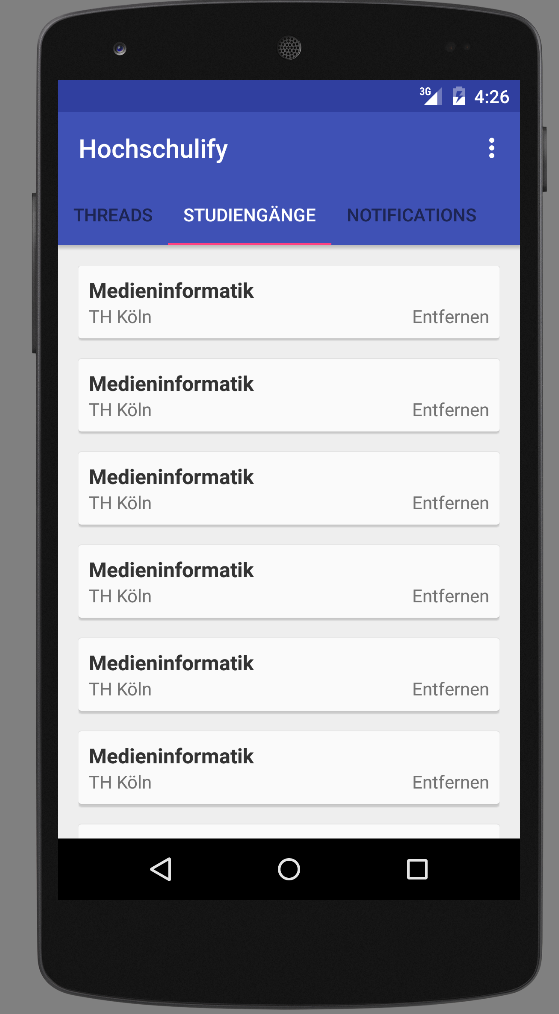 3G 4:26
Hochschulify
THREADS STUDIENGÄNGE NOTIFICATIONS
Medieninformatik
TH Köln Entfernen
Medieninformatik
TH Köln Entfernen
Medieninformatik
TH Köln Entfernen
Medieninformatik
TH Köln Entfernen
Medieninformatik
TH Köln Entfernen
Medieninformatik
TH Köln Entfernen